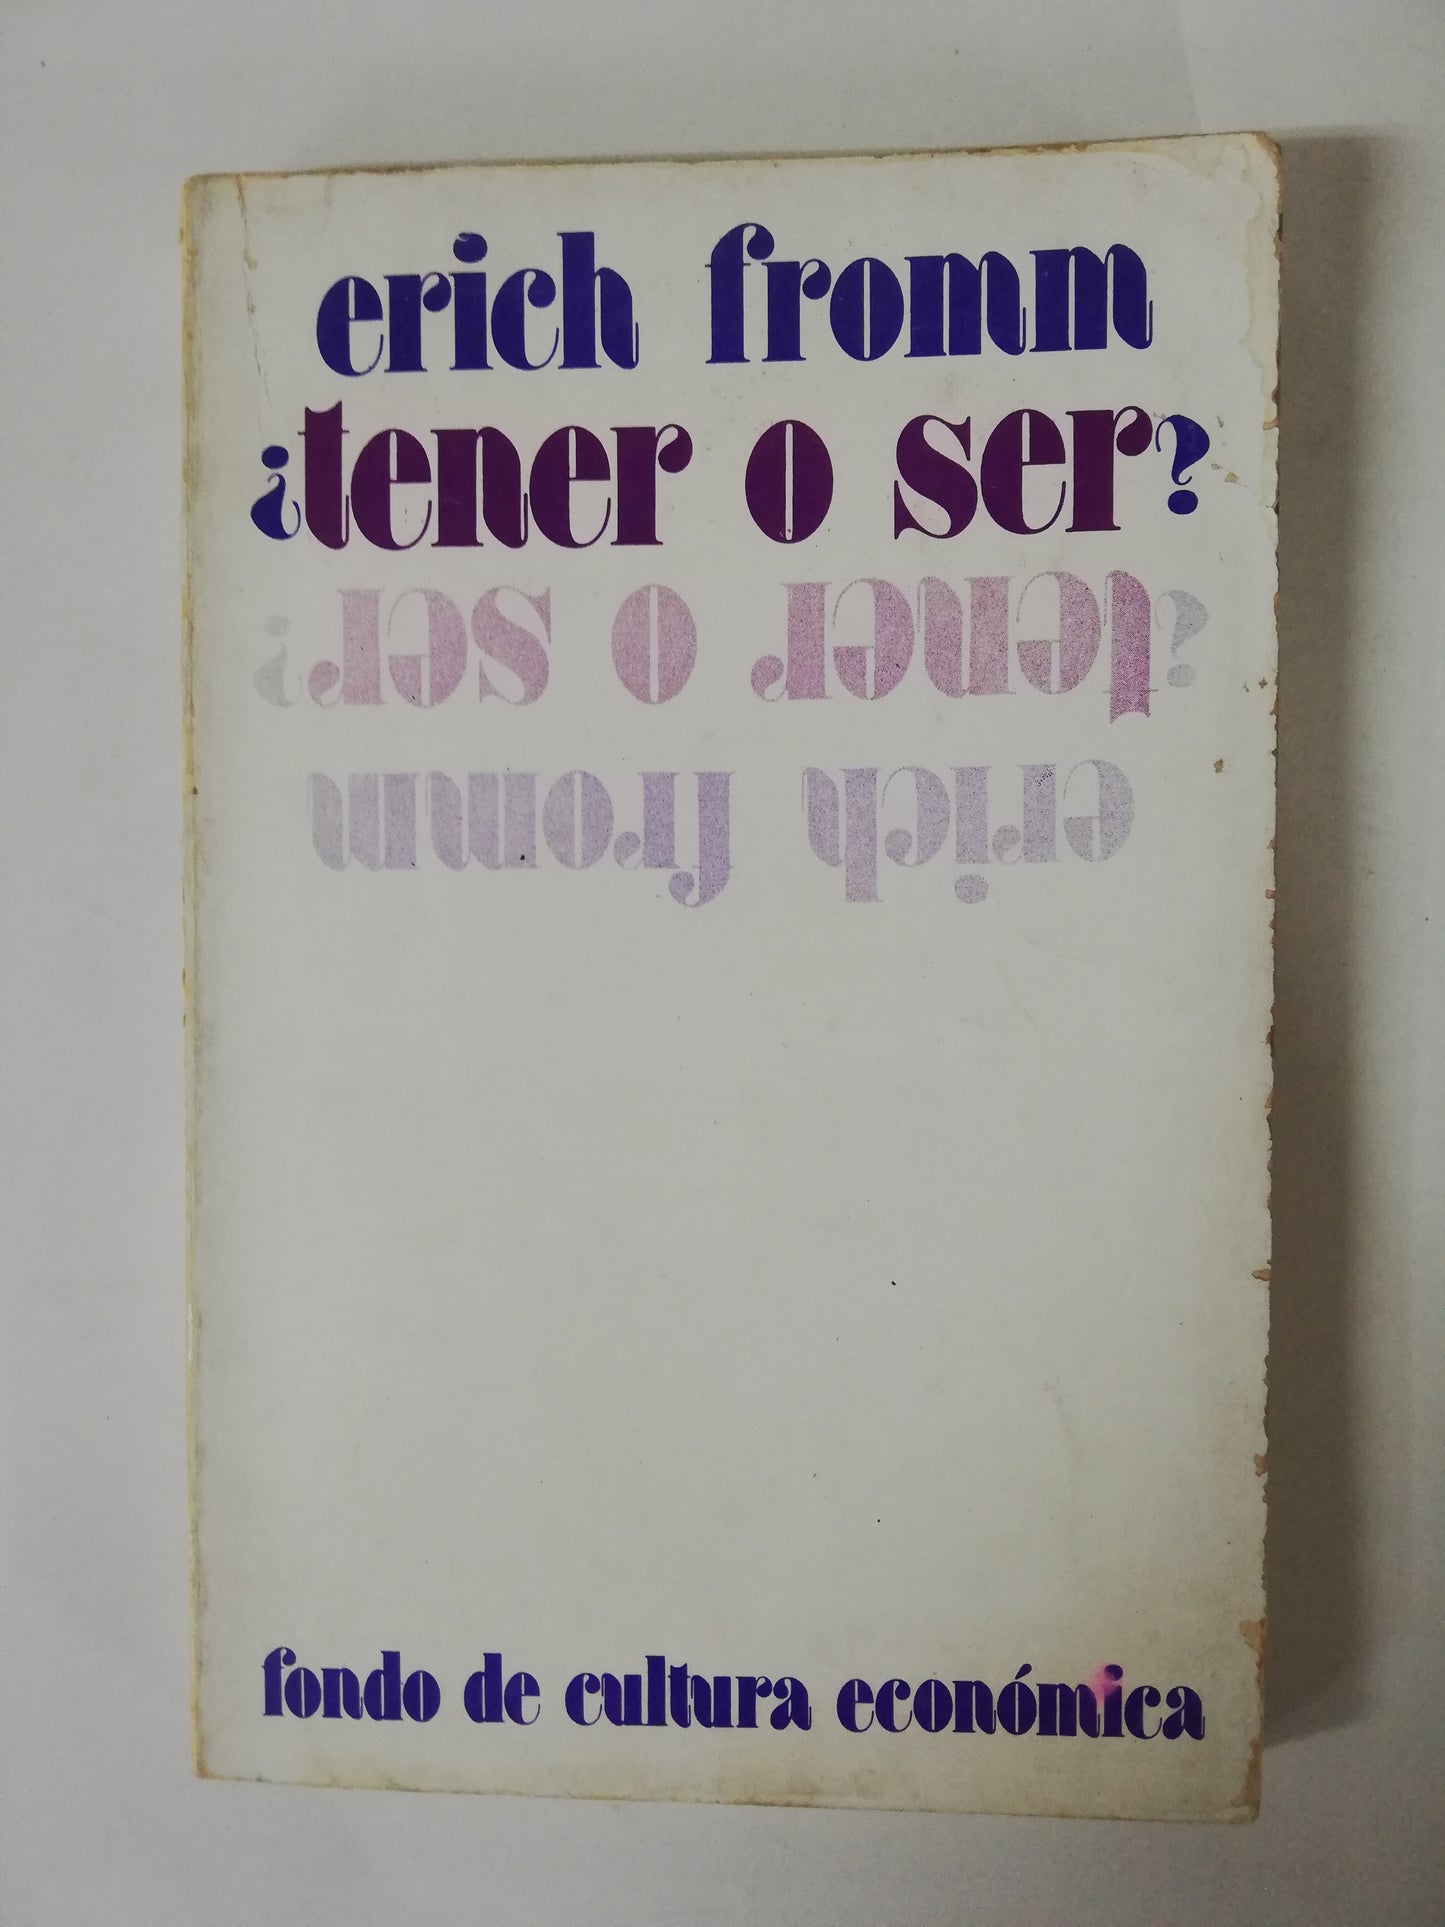 erich fromm
¿tener o ser?
¿tener o ser?
erich fromm
fondo de cultura económica